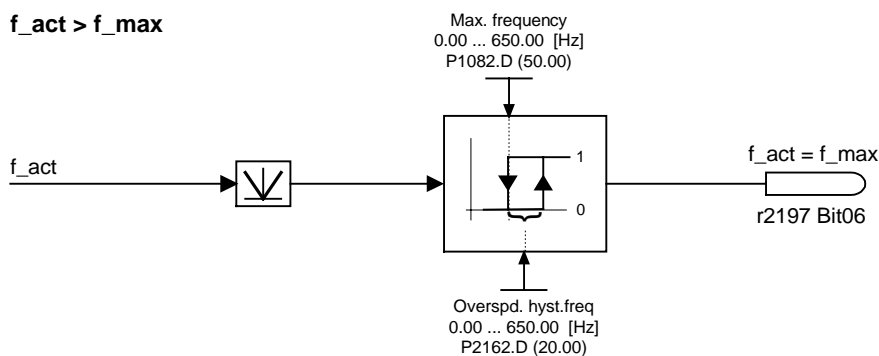 f_act > f_max
Max. frequency
0.00 ... 650.00 [Hz]
P1082.D (50.00)
f_act
1
0
f_act = f_max
r2197 Bit06
Overspd. hyst.freq
0.00 ... 650.00 [Hz]
P2162.D (20.00)